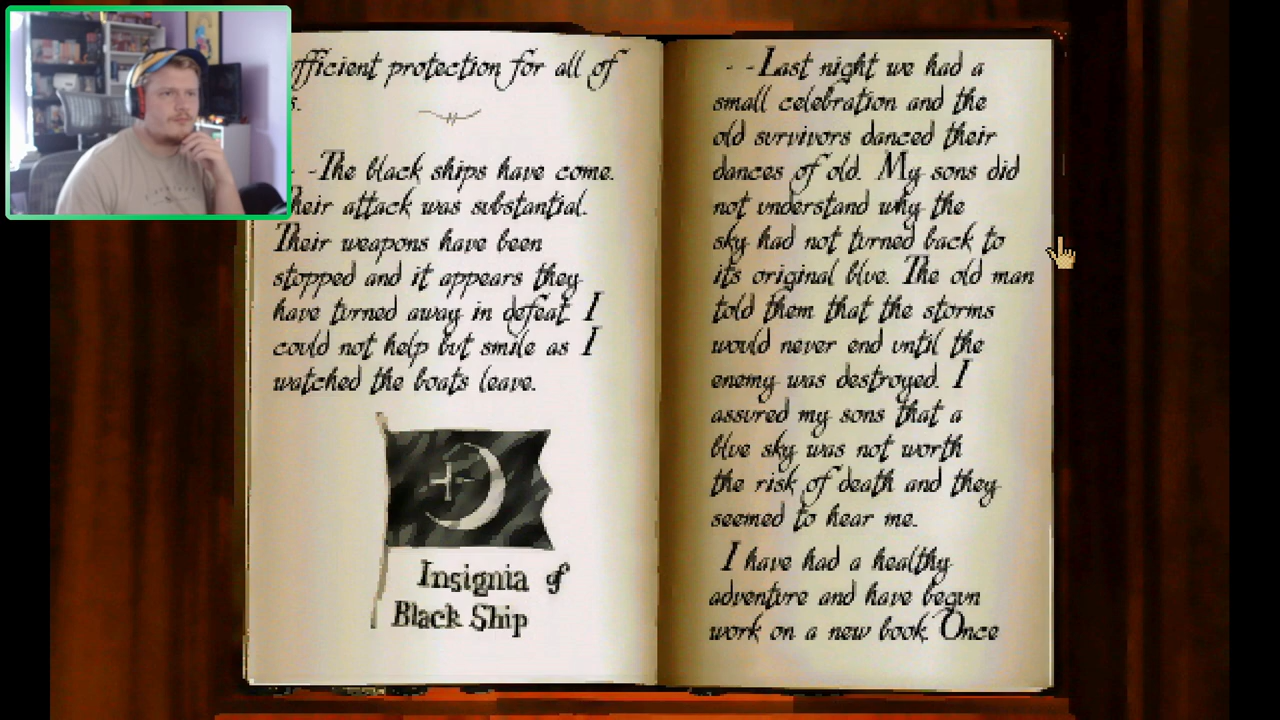 fficient protection for all of
s.
- -The black ships have come.
Their attack was substantial.
Their weapons have been
stopped and it appears they
have turned away in defeat. I
could not help but smile as I
watched the boats leave.
Insignia of
Black Ship
- -Last night we had a
small celebration and the
old survivors danced their
dances of old. My sons did
not understand why the
sky had not turned back to
its original blue. The old man
told them that the storms
would never end until the
enemy was destroyed. I
assured my sons that a
blue sky was not worth
the risk of death and they
seemed to hear me.
I have had a healthy
adventure and have begun
work on a new book. Once